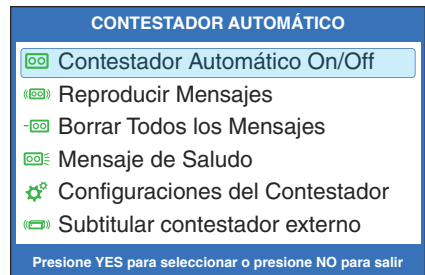 CONTESTADOR AUTOMÁTICO
Contestador Automático On/Off
Reproducir Mensajes
Borrar Todos los Mensajes
Mensaje de Saludo
Configuraciones del Contestador
Subtitular contestador externo
Presione YES para seleccionar o presione NO para salir